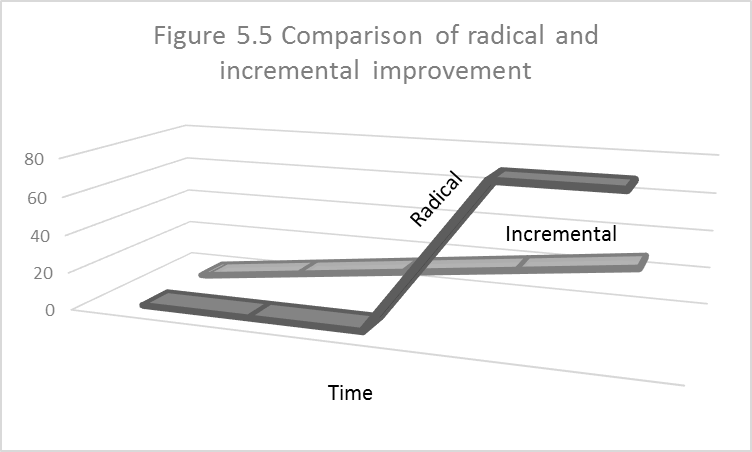 Figure 5.5 Comparison of radical and
incremental improvement
80
60
40
20
0
Radical
Incremental
Time